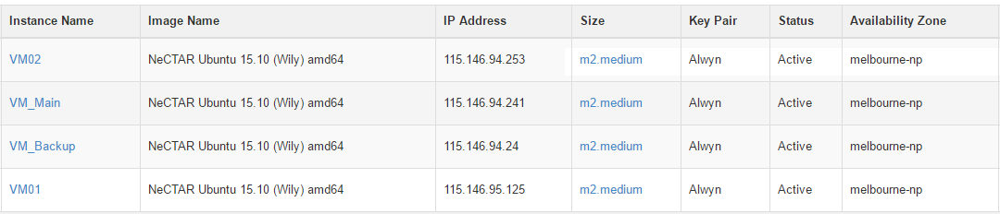 Instance Name Image Name IP Address Size Key Pair Status Availability Zone
VM02 NeCTAR Ubuntu 15.10 (Wily) amd64 115.146.94.253 m2.medium Alwyn Active melbourne-np
VM_Main NeCTAR Ubuntu 15.10 (Wily) amd64 115.146.94.241 m2.medium Alwyn Active melbourne-np
VM_Backup NeCTAR Ubuntu 15.10 (Wily) amd64 115.146.94.24 m2.medium Alwyn Active melbourne-np
VM01 NeCTAR Ubuntu 15.10 (Wily) amd64 115.146.95.125 m2.medium Alwyn Active melbourne-np